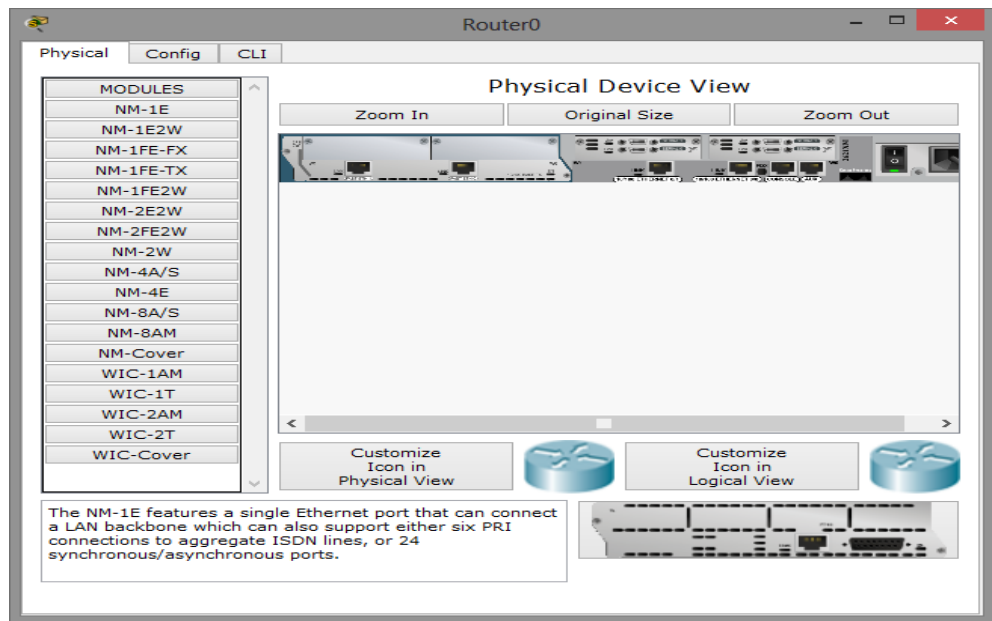 Router0
Physical
Config
CLI
MODULES
NM-1E
NM-1E2W
NM-1FE-FX
NM-1FE-TX
NM-1FE2W
NM-2E2W
NM-2FE2W
NM-2W
NM-4A/S
NM-4E
NM-8A/S
NM-8AM
NM-Cover
WIC-1AM
WIC-1T
WIC-2AM
WIC-2T
WIC-Cover
Physical Device View
Zoom In
Original Size
Zoom Out
Customize
Icon in
Physical View
Customize
Icon in
Logical View
The NM-1E features a single Ethernet port that can connect
a LAN backbone which can also support either six PRI
connections to aggregate ISDN lines, or 24
synchronous/asynchronous ports.